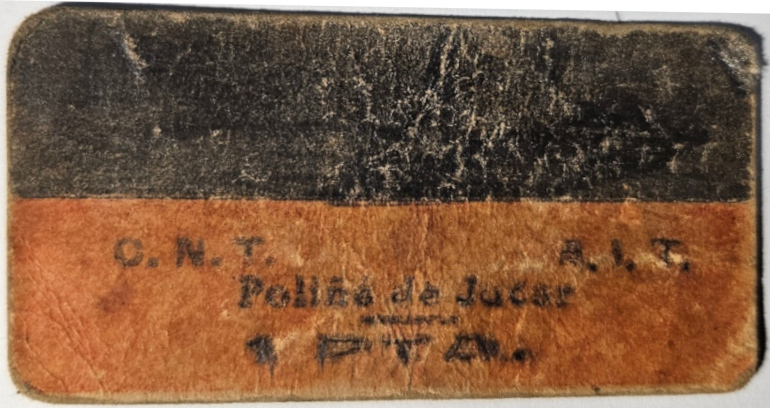 C. N. T. A. I. T.
Poliñá de Jucar
1 PTA.